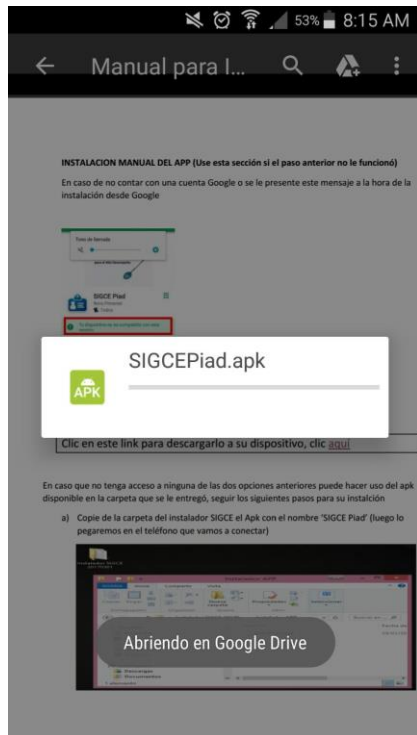 53% 8:15 AM
Manual para I...
INSTALACION MANUAL DEL APP (Use esta sección si el paso anterior no le funcionó)
En caso de no contar con una cuenta Google o se le presente este mensaje a la hora de la
instalación desde Google
Tono de llamada
SIGCE Piad
SIGCEPiad.apk
APK
Clic en este link para descargarlo a su dispositivo, clic aquí
En caso que no tenga acceso a ninguna de las dos opciones anteriores puede hacer uso del apk
disponible en la carpeta que se le entregó, seguir los siguientes pasos para su instalción
a) Copie de la carpeta del instalador SIGCE el Apk con el nombre ‘SIGCE Piad’ (luego lo
pegaremos en el teléfono que vamos a conectar)
Abriendo en Google Drive